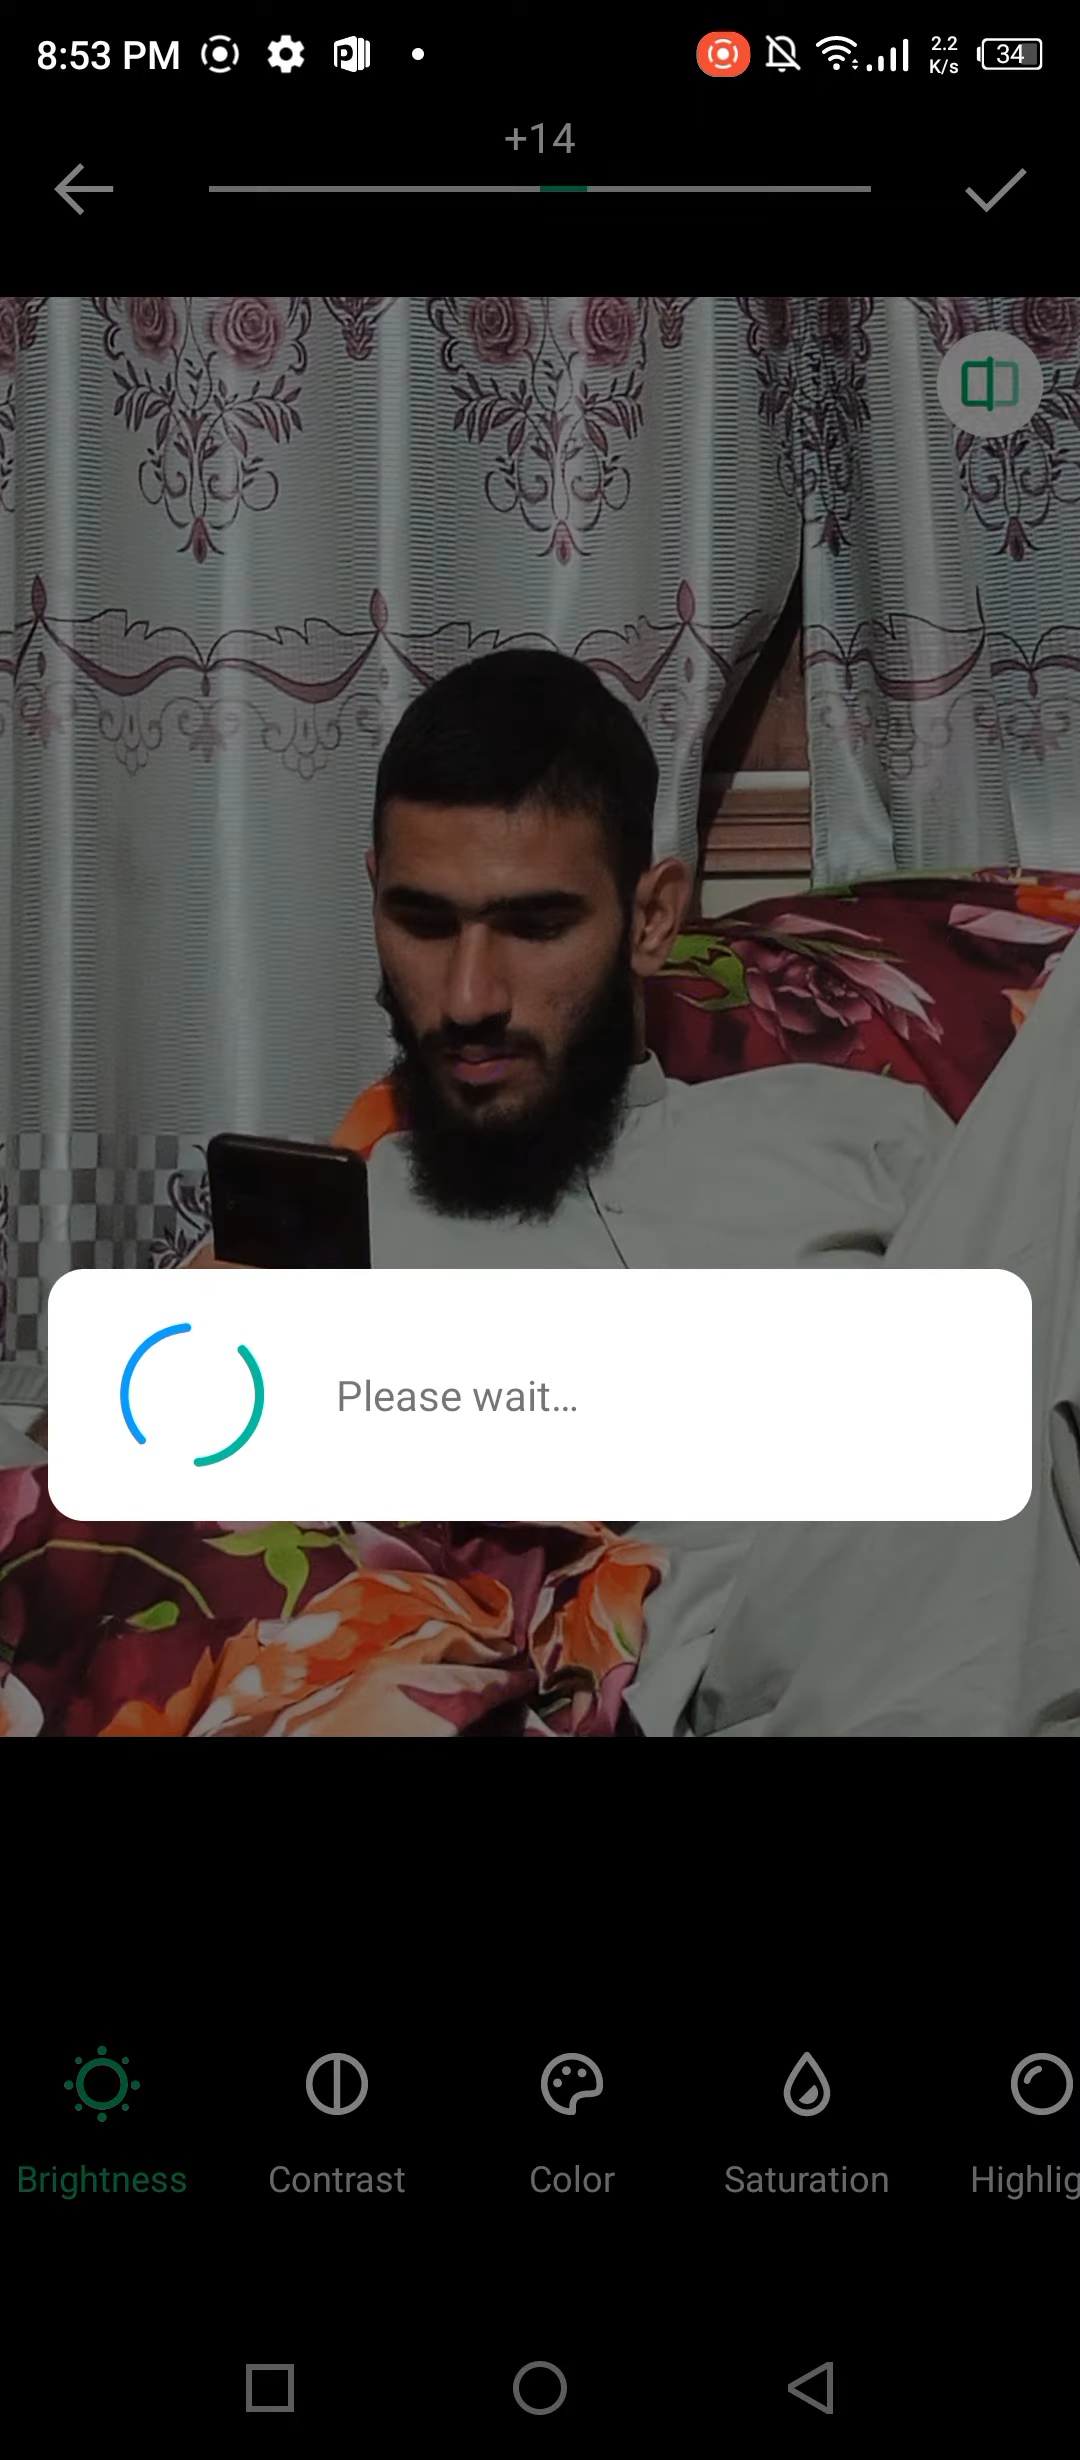 8:53 PM
2.2
K/s
34
+14
Please wait...
Brightness
Contrast
Color
Saturation
Highlig